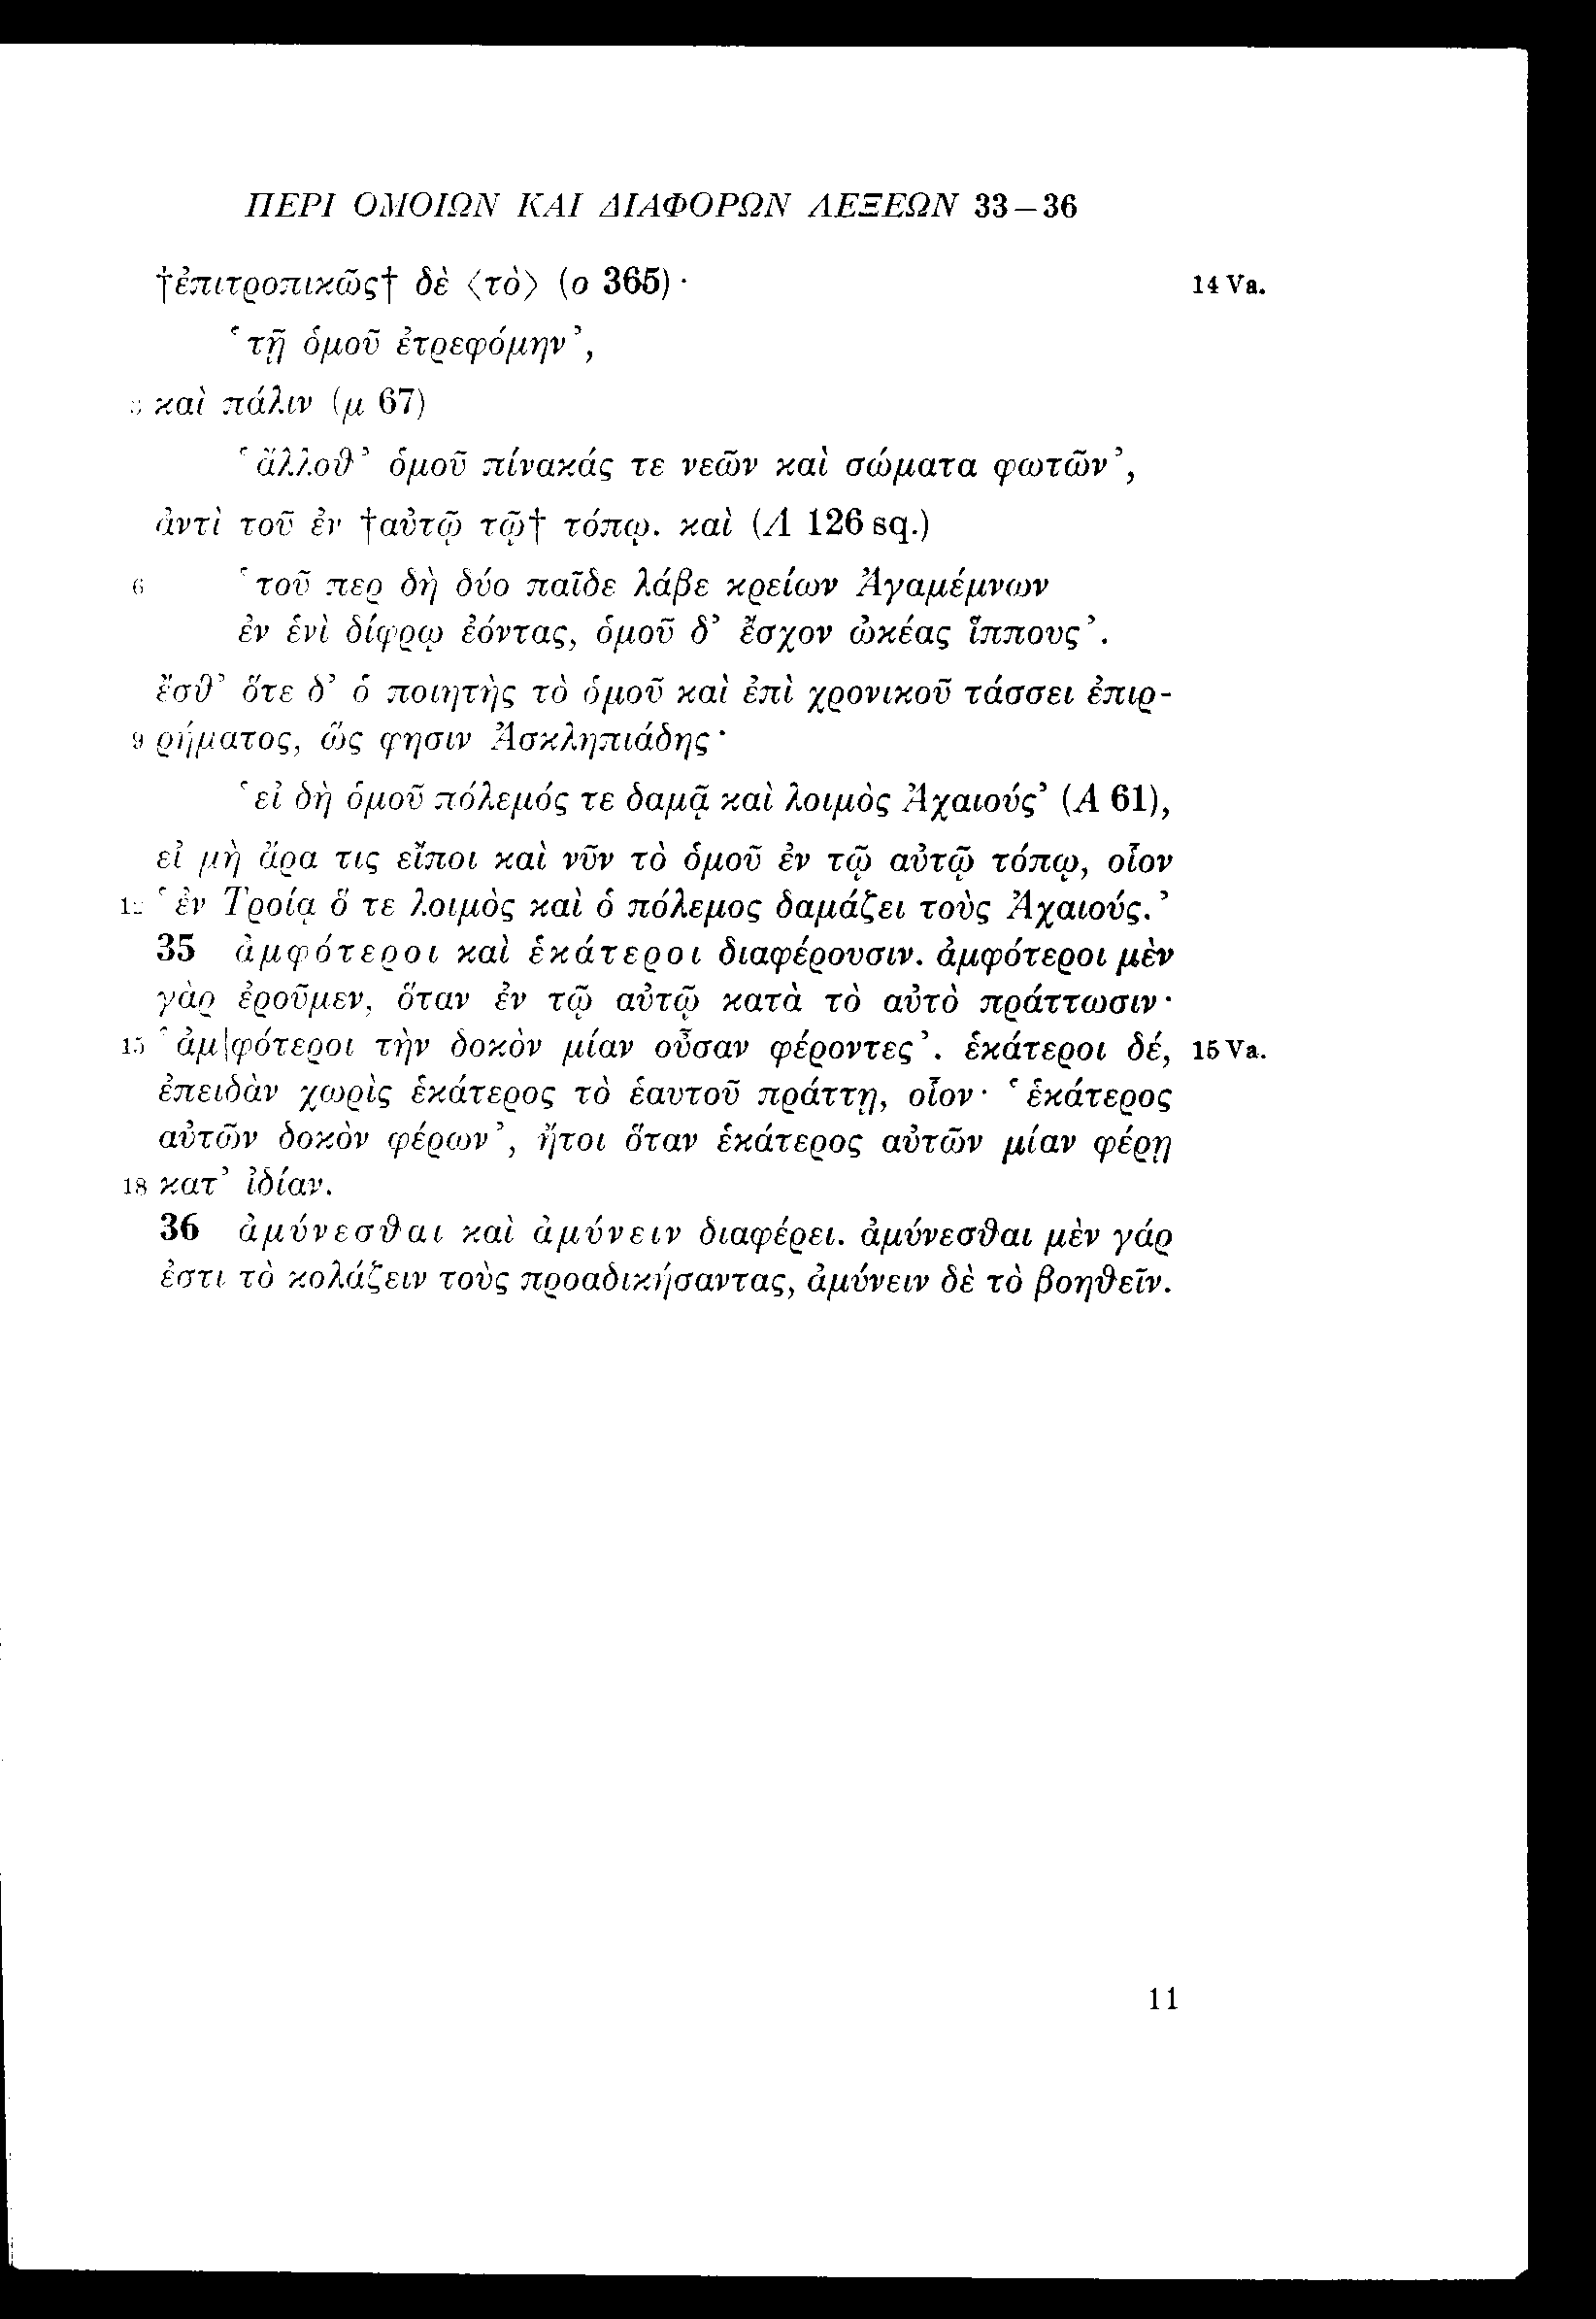 ΠΕΡΙ ΟΜΟΙΩΝ ΚΑΙ ΔΙΑΦΟΡΩΝ ΛΕΞΕΩΝ 33–36
†ἐπιτροπικῶς† δὲ ⟨τὸ⟩ (ο 365)· 14 Va.
‘τῇ ὁμοῦ ἐτρεφόμην’,
3 καὶ πάλιν (μ 67)
‘ἄλλοθ’ ὁμοῦ πίνακάς τε νεῶν καὶ σώματα φωτῶν’,
ἀντὶ τοῦ ἐν †αὐτῷ τῷ† τόπῳ. καὶ (Λ 126 sq.)
6 ‘τοῦ περ δὴ δύο παῖδε λάβε κρείων Ἀγαμέμνων
ἐν ἑνὶ δίφρῳ ἐόντας, ὁμοῦ δ’ ἔσχον ὠκέας ἵππους’.
ἔσθ’ ὅτε δ’ ὁ ποιητὴς τὸ ὁμοῦ καὶ ἐπὶ χρονικοῦ τάσσει ἐπιρ-
9 ρήματος, ὥς φησιν Ἀσκληπιάδης·
‘εἰ δὴ ὁμοῦ πόλεμός τε δαμᾷ καὶ λοιμὸς Ἀχαιούς’ (Α 61),
εἰ μὴ ἄρα τις εἴποι καὶ νῦν τὸ ὁμοῦ ἐν τῷ αὐτῷ τόπῳ, οἷον
12 ‘ἐν Τροίᾳ ὅ τε λοιμὸς καὶ ὁ πόλεμος δαμάζει τοὺς Ἀχαιούς.’
35 ἀμφότεροι καὶ ἑκάτεροι διαφέρουσιν. ἀμφότεροι μὲν
γὰρ ἐροῦμεν, ὅταν ἐν τῷ αὐτῷ κατὰ τὸ αὐτὸ πράττωσιν·
15 ‘ἀμ|φότεροι τὴν δοκὸν μίαν οὖσαν φέροντες’. ἑκάτεροι δέ, 15 Va.
ἐπειδὰν χωρὶς ἑκάτερος τὸ ἑαυτοῦ πράττῃ, οἷον· ‘ἑκάτερος
αὐτῶν δοκὸν φέρων’, ἤτοι ὅταν ἑκάτερος αὐτῶν μίαν φέρῃ
18 κατ’ ἰδίαν.
36 ἀμύνεσθαι καὶ ἀμύνειν διαφέρει. ἀμύνεσθαι μὲν γάρ
ἐστι τὸ κολάζειν τοὺς προαδικήσαντας, ἀμύνειν δὲ τὸ βοηθεῖν.
11